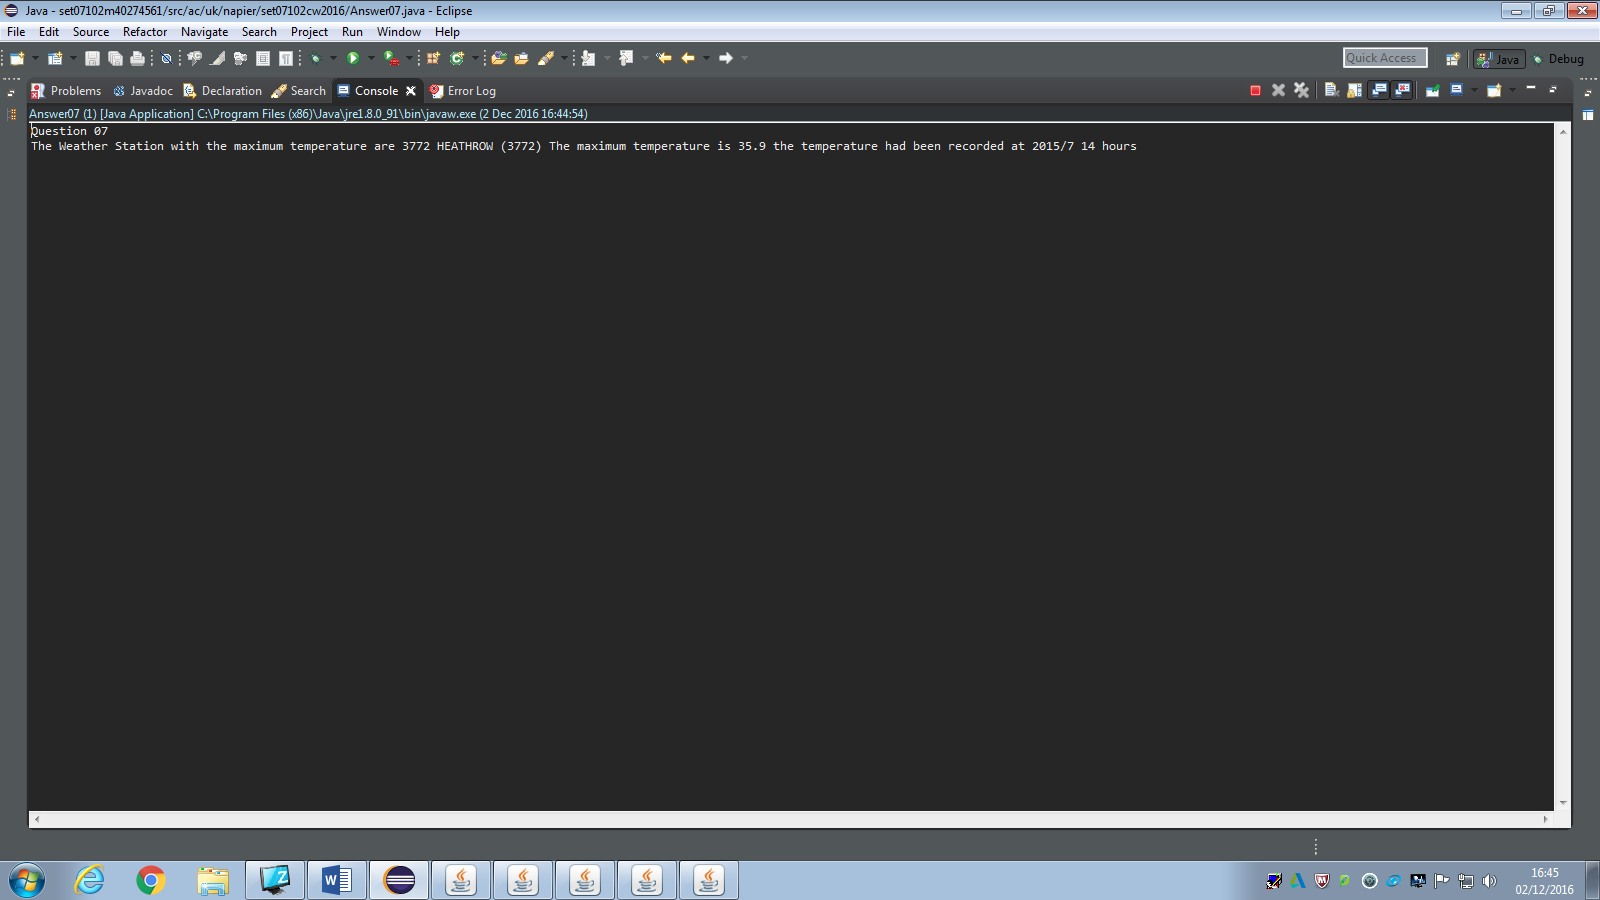 Java - set07102m40274561/src/ac/uk/napier/set07102cw2016/Answer07.java - Eclipse
File Edit Source Refactor Navigate Search Project Run Window Help
Quick Access Java Debug
Problems Javadoc Declaration Search Console Error Log
Answer07 (1) [Java Application] C:\Program Files (x86)\Java\jre1.8.0_91\bin\javaw.exe (2 Dec 2016 16:44:54)
Question 07
The Weather Station with the maximum temperature are 3772 HEATHROW (3772) The maximum temperature is 35.9 the temperature had been recorded at 2015/7 14 hours
16:45
02/12/2016